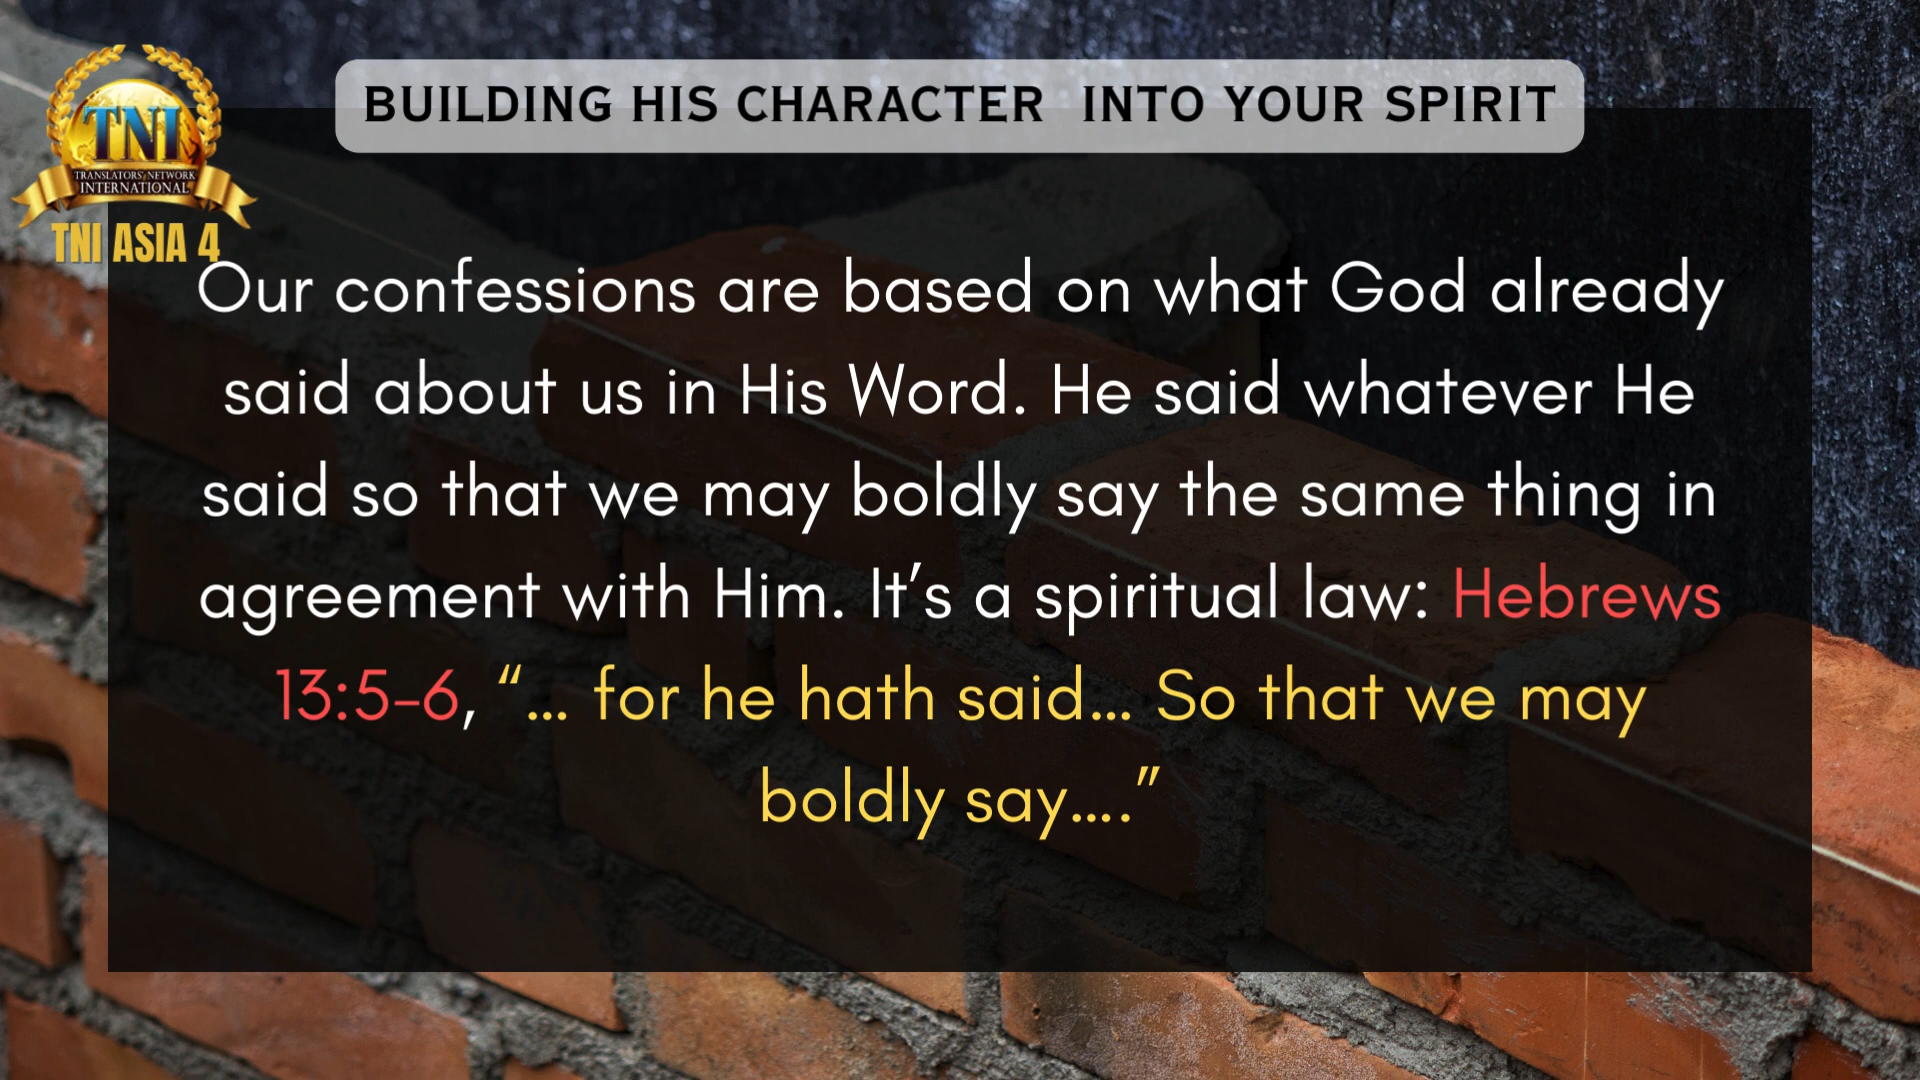 BUILDING HIS CHARACTER  INTO YOUR SPIRIT
TNI
TRANSLATORS' NETWORK
INTERNATIONAL
TNI ASIA 4
Our confessions are based on what God already
said about us in His Word. He said whatever He
said so that we may boldly say the same thing in
agreement with Him. It’s a spiritual law: Hebrews
13:5-6, “… for he hath said… So that we may
boldly say….”